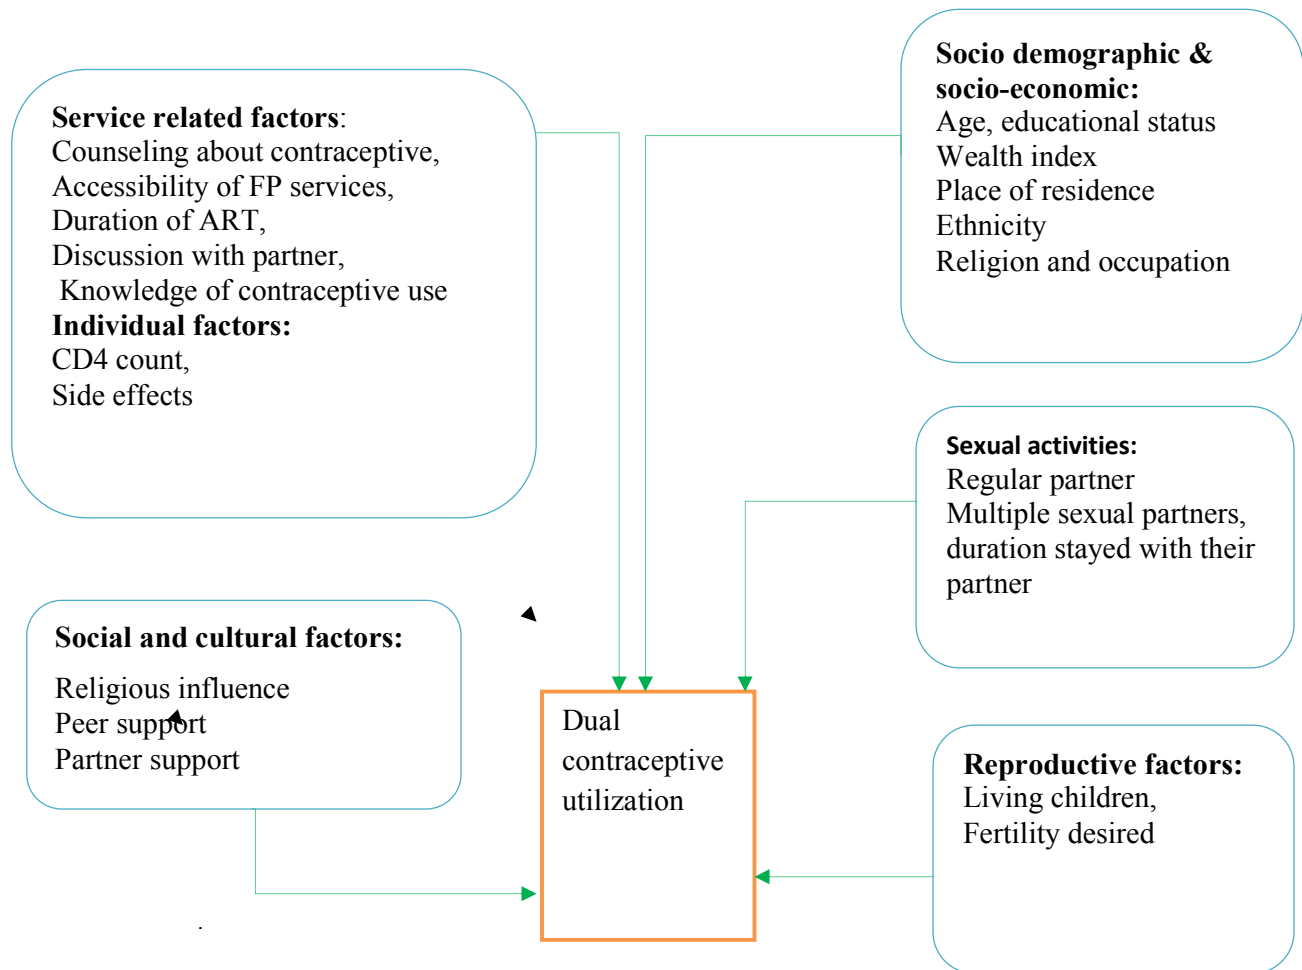 Service related factors:
Counseling about contraceptive,
Accessibility of FP services,
Duration of ART,
Discussion with partner,
Knowledge of contraceptive use
Individual factors:
CD4 count,
Side effects
Socio demographic &
socio-economic:
Age, educational status
Wealth index
Place of residence
Ethnicity
Religion and occupation
Sexual activities:
Regular partner
Multiple sexual partners,
duration stayed with their
partner
Social and cultural factors:
Religious influence
Peer support
Partner support
Dual
contraceptive
utilization
Reproductive factors:
Living children,
Fertility desired
.